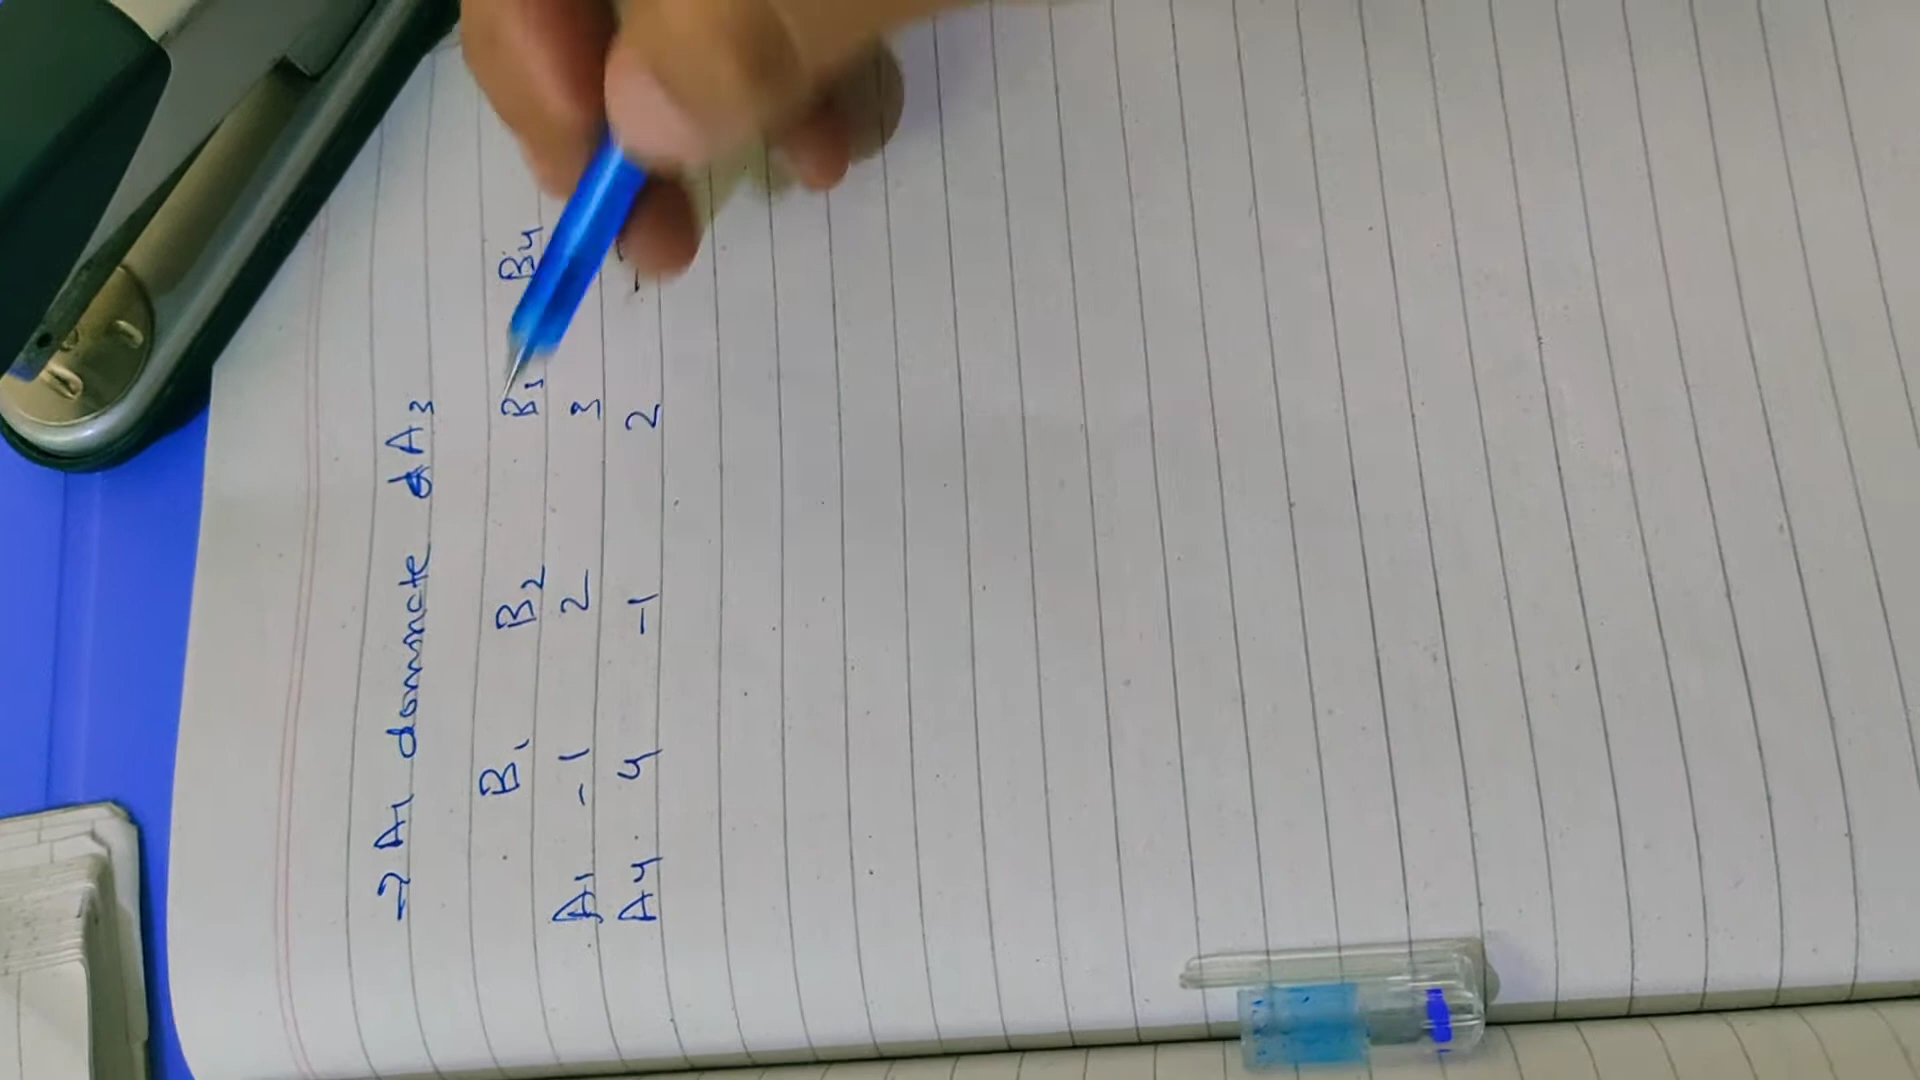 → A1 dominate d A3
B1 B2 B3 B4
A1 -1 2 3
A4 4 -1 2